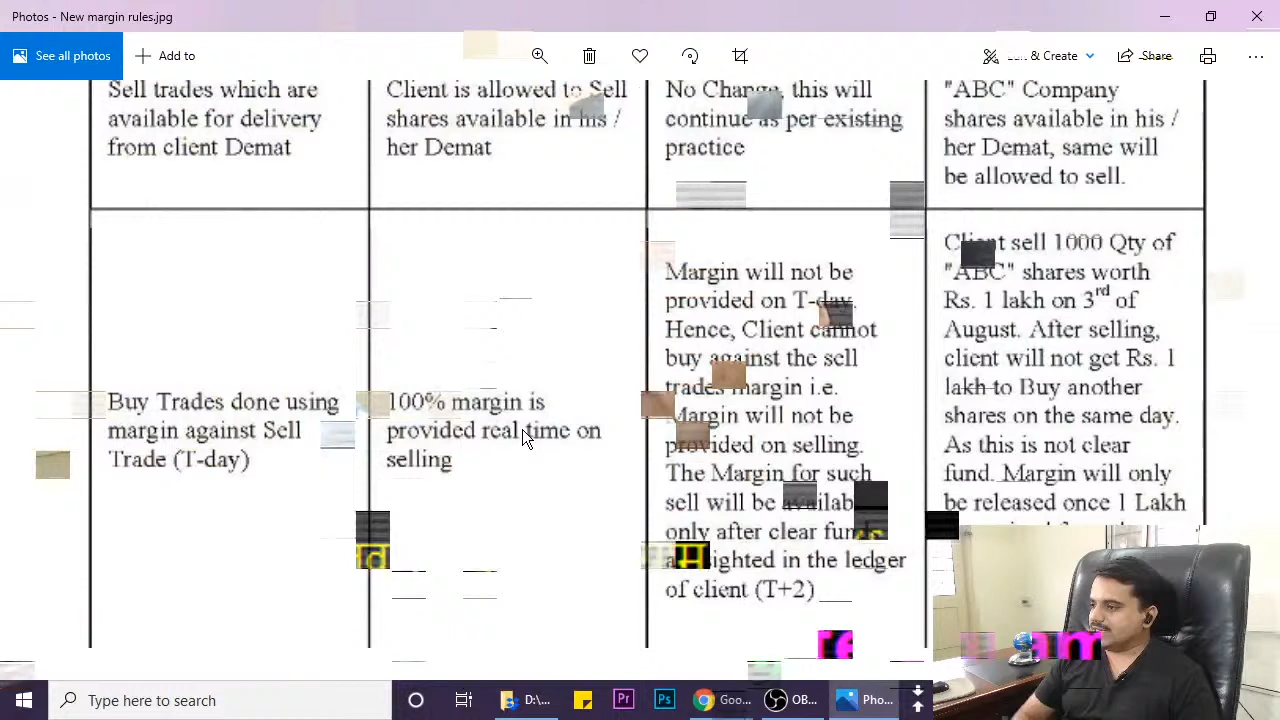 Photos - New margin rules.jpg
See all photos
Add to
Edit & Create
Share
Sell trades which are
available for delivery
from client Demat
Client is allowed to Sell
shares available in his /
her Demat
No Change, this will
continue as per existing
practice
"ABC" Company
shares available in his /
her Demat, same will
be allowed to sell.
Buy Trades done using
margin against Sell
Trade (T-day)
100% margin is
provided real time on
selling
Margin will not be
provided on T-day.
Hence, Client cannot
buy against the sell
trades margin i.e.
Margin will not be
provided on selling.
The Margin for such
sell will be available
only after clear funds
of client (T+2)
Client sell 1000 Qty of
"ABC" shares worth
Rs. 1 lakh on 3rd of
August. After selling,
client will not get Rs. 1
lakh to Buy another
shares on the same day.
As this is not clear
fund. Margin will only
be released once 1 Lakh
Type here to search
D:\...
Pr
Ps
Goo...
OB...
Pho...